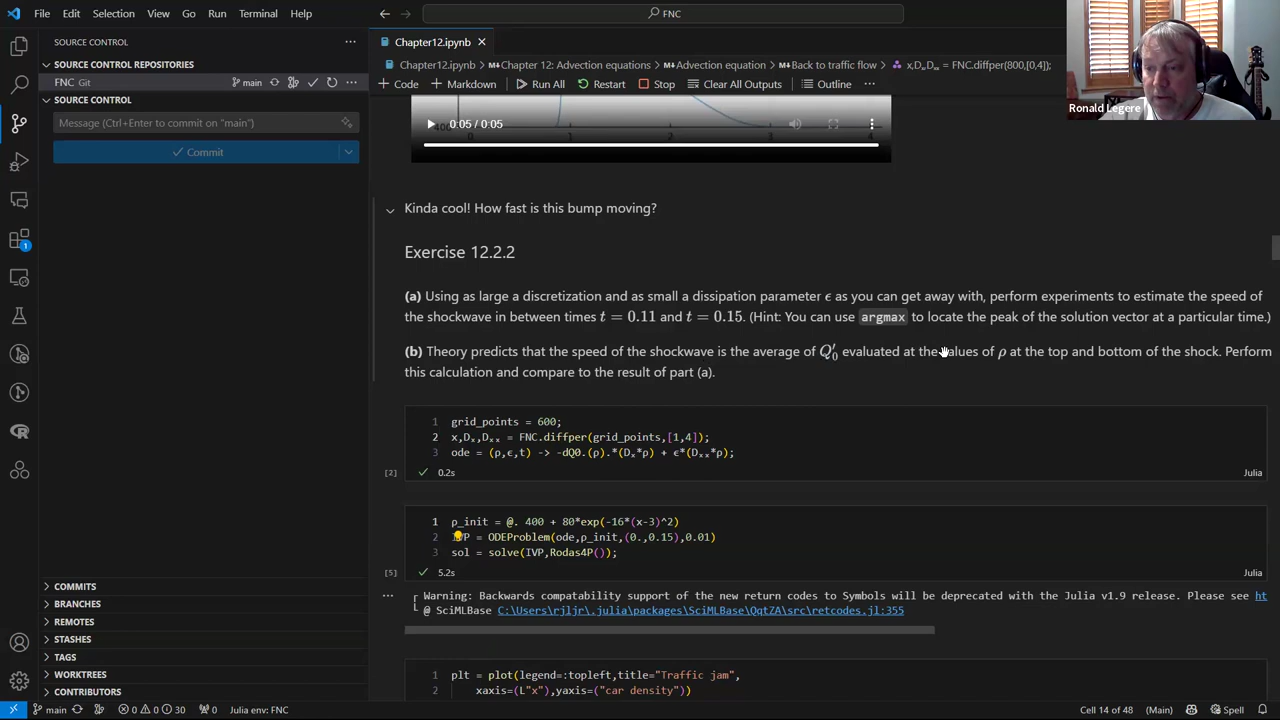 File Edit Selection View Go Run Terminal Help
FNC
SOURCE CONTROL
SOURCE CONTROL REPOSITORIES
FNC Git main
SOURCE CONTROL
Message (Ctrl+Enter to commit on "main")
Commit
1
COMMITS
BRANCHES
REMOTES
STASHES
TAGS
WORKTREES
CONTRIBUTORS
Chapter12.ipynb
Chapter12.ipynb > Chapter 12: Advection equations > Advection equation > Back to traffic flow > x,Dₓ,Dₓₓ = FNC.diffper(800,[0,4]);
Code Markdown Run All Restart Stop Clear All Outputs Outline
Ronald Legere
400
1 2 3 4
0:05 / 0:05
Kinda cool! How fast is this bump moving?
Exercise 12.2.2
(a) Using as large a discretization and as small a dissipation parameter ϵ as you can get away with, perform experiments to estimate the speed of
the shockwave in between times t = 0.11 and t = 0.15. (Hint: You can use argmax to locate the peak of the solution vector at a particular time.)
(b) Theory predicts that the speed of the shockwave is the average of Q₀′ evaluated at the values of ρ at the top and bottom of the shock. Perform
this calculation and compare to the result of part (a).
1 grid_points = 600;
2 x,Dₓ,Dₓₓ = FNC.diffper(grid_points,[1,4]);
3 ode = (ρ,ϵ,t) -> -dQ0.(ρ).*(Dₓ*ρ) + ϵ*(Dₓₓ*ρ);
[2] 0.2s Julia
1 ρ_init = @. 400 + 80*exp(-16*(x-3)^2)
2 IVP = ODEProblem(ode,ρ_init,(0.,0.15),0.01)
3 sol = solve(IVP,Rodas4P());
[5] 5.2s Julia
┌ Warning: Backwards compatability support of the new return codes to Symbols will be deprecated with the Julia v1.9 release. Please see ht
└ @ SciMLBase C:\Users\rjljr\.julia\packages\SciMLBase\QqtZA\src\retcodes.jl:355
1 plt = plot(legend=:topleft,title="Traffic jam",
2 xaxis=(L"x"),yaxis=("car density"))
main 0 0 30 0 Julia env: FNC Cell 14 of 48 (Main) Spell